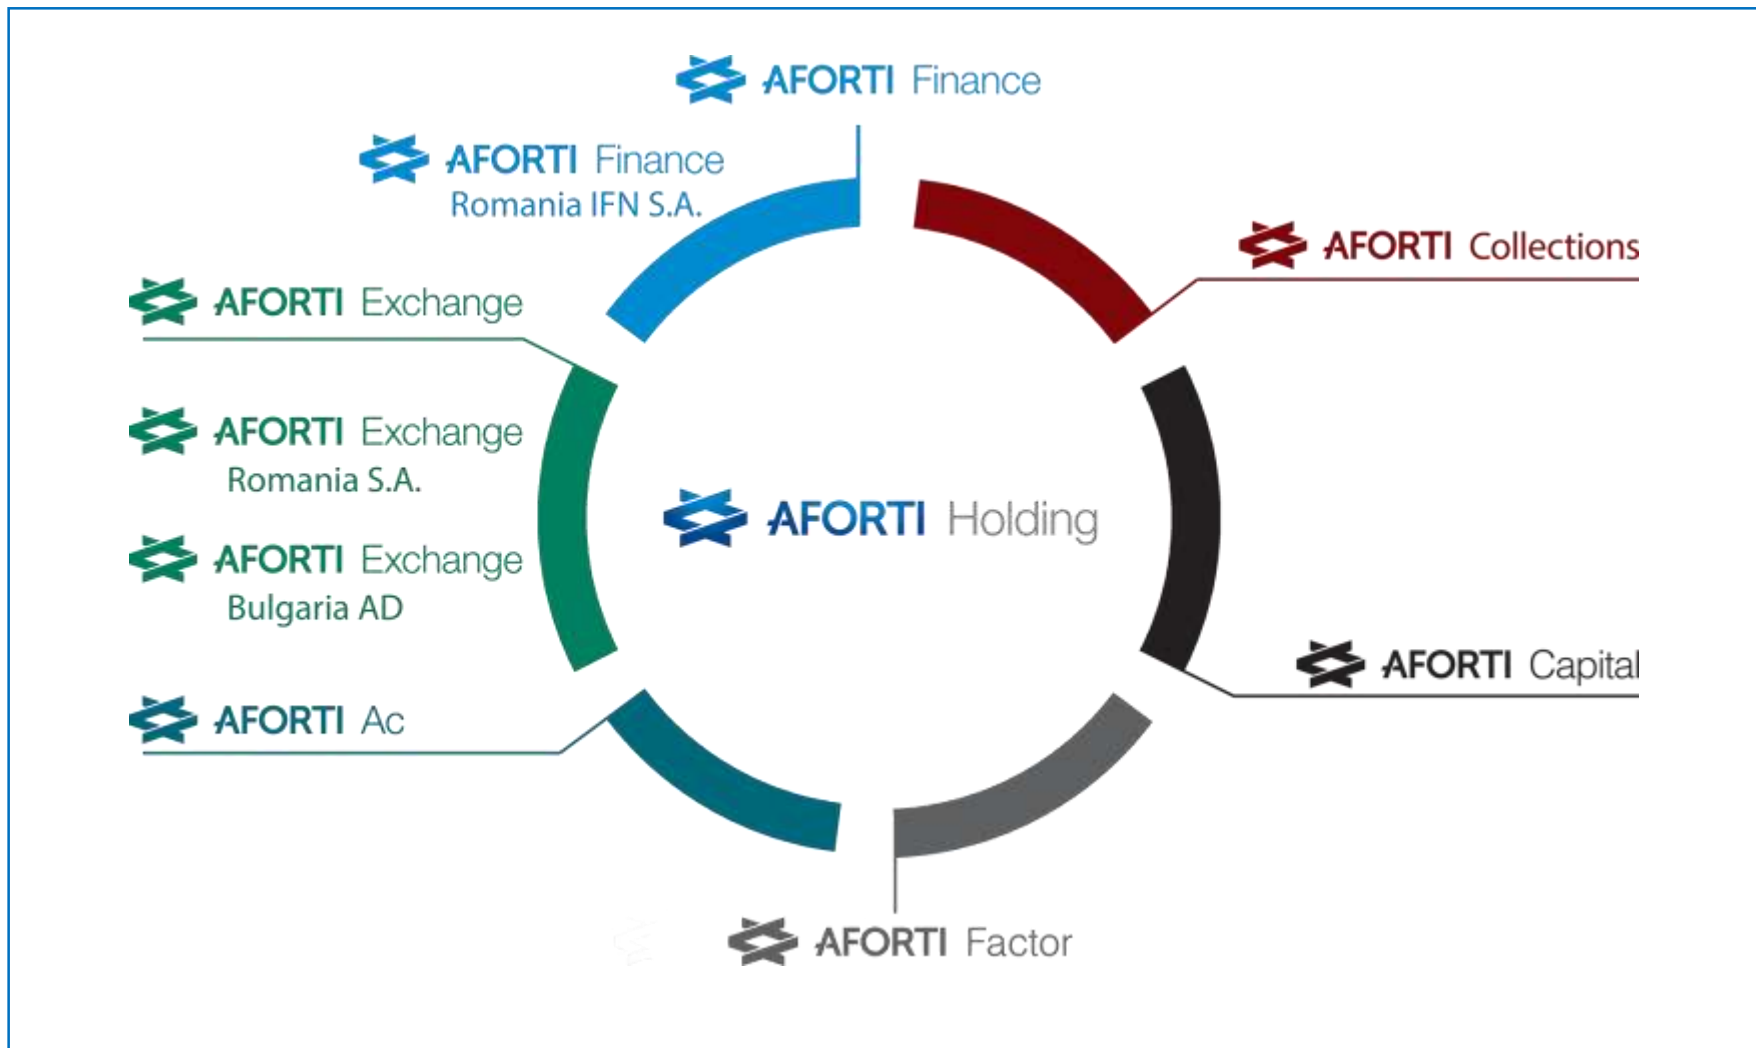 AFORTI Finance
AFORTI Finance
Romania IFN S.A.
AFORTI Collections
AFORTI Exchange
AFORTI Exchange
Romania S.A.
AFORTI Holding
AFORTI Exchange
Bulgaria AD
AFORTI Capital
AFORTI Ac
AFORTI Factor